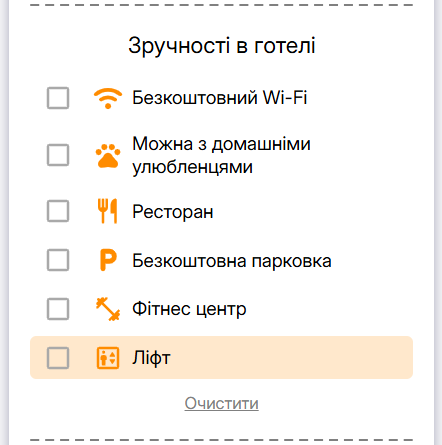 Зручності в готелі
Безкоштовний Wi-Fi
Можна з домашніми
улюбленцями
Ресторан
Безкоштовна парковка
Фітнес центр
Ліфт
Очистити